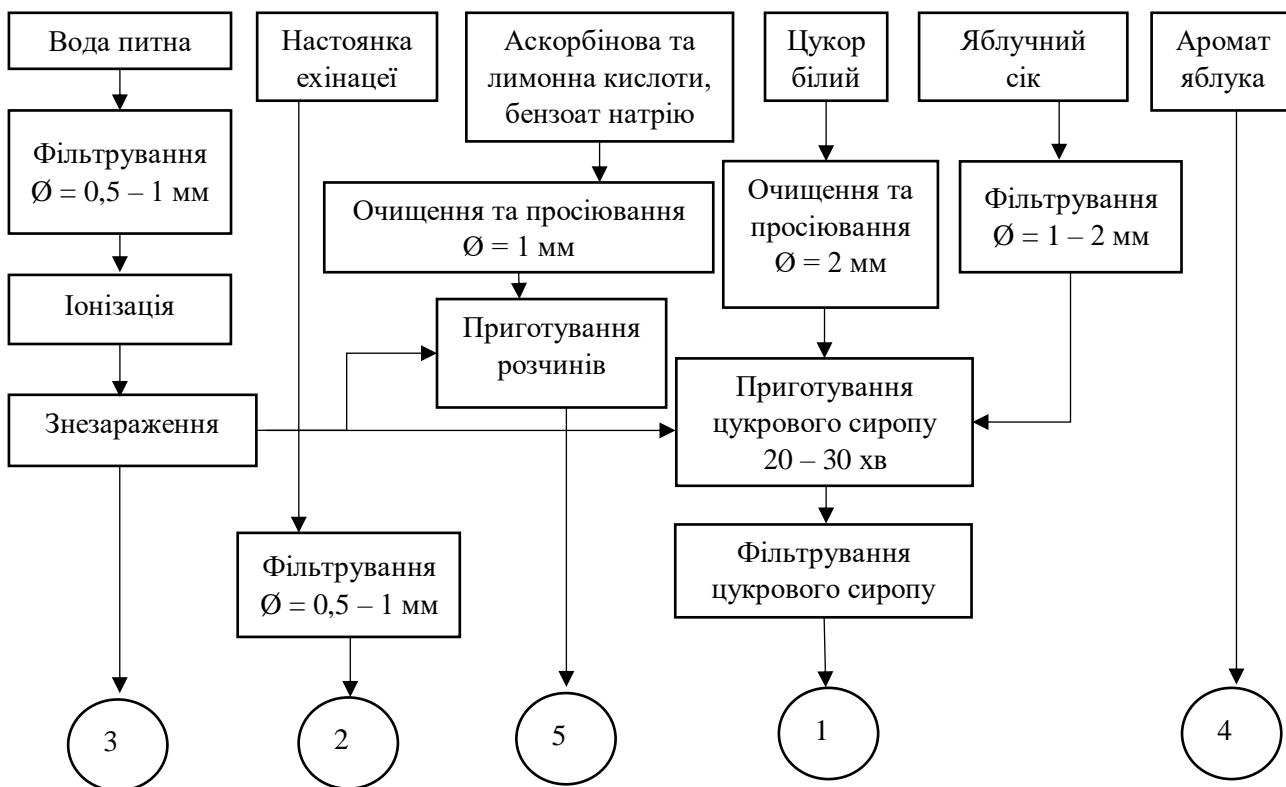 Вода питна
Настоянка
ехінацеї
Аскорбінова та
лимонна кислоти,
бензоат натрію
Цукор
білий
Яблучний
сік
Аромат
яблука
Фільтрування
Ø = 0,5 – 1 мм
Очищення та просіювання
Ø = 1 мм
Очищення та
просіювання
Ø = 2 мм
Фільтрування
Ø = 1 – 2 мм
Іонізація
Приготування
розчинів
Приготування
цукрового сиропу
20 – 30 хв
Знезараження
Фільтрування
Ø = 0,5 – 1 мм
Фільтрування
цукрового сиропу
3
2
5
1
4